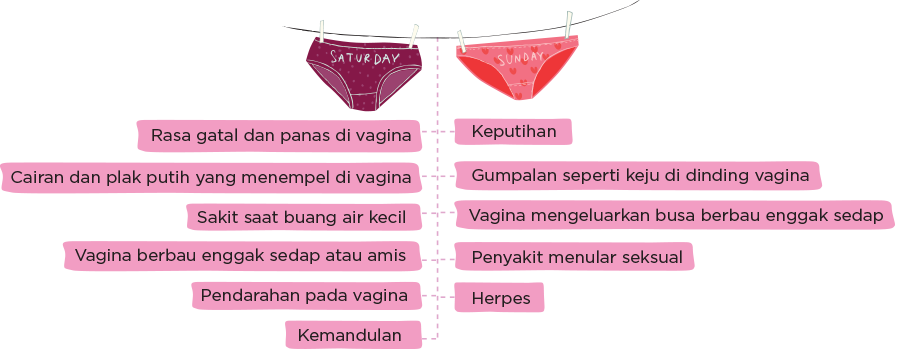 SATURDAY
SUNDAY
Rasa gatal dan panas di vagina
Keputihan
Cairan dan plak putih yang menempel di vagina
Gumpalan seperti keju di dinding vagina
Sakit saat buang air kecil
Vagina mengeluarkan busa berbau enggak sedap
Vagina berbau enggak sedap atau amis
Penyakit menular seksual
Pendarahan pada vagina
Herpes
Kemandulan